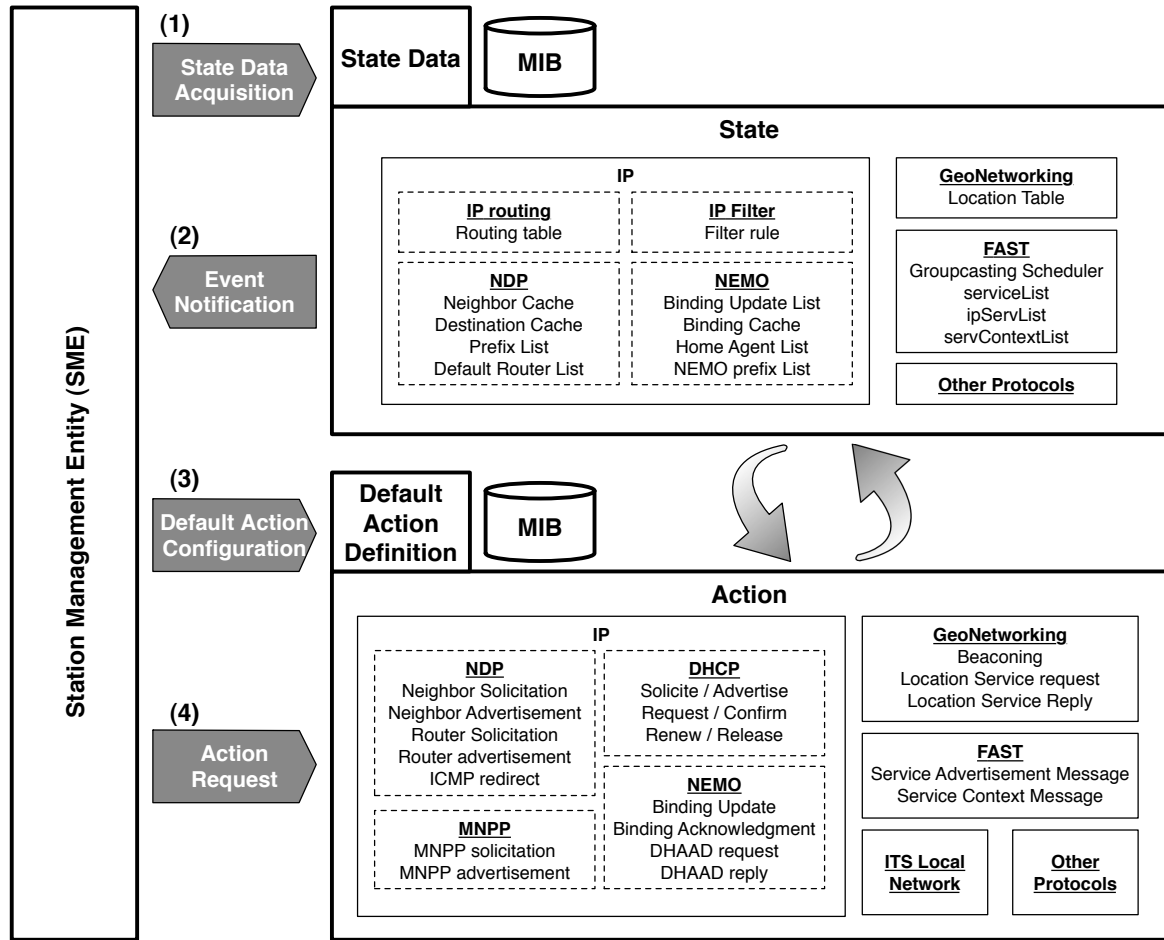 Station Management Entity (SME)
(1)
State Data
Acquisition
State Data
MIB
State
IP
IP routing
Routing table
IP Filter
Filter rule
NDP
Neighbor Cache
Destination Cache
Prefix List
Default Router List
NEMO
Binding Update List
Binding Cache
Home Agent List
NEMO prefix List
GeoNetworking
Location Table
FAST
Groupcasting Scheduler
serviceList
ipServList
servContextList
Other Protocols
(2)
Event
Notification
(3)
Default Action
Configuration
Default
Action
Definition
MIB
Action
IP
NDP
Neighbor Solicitation
Neighbor Advertisement
Router Solicitation
Router advertisement
ICMP redirect
MNPP
MNPP solicitation
MNPP advertisement
DHCP
Solicite / Advertise
Request / Confirm
Renew / Release
NEMO
Binding Update
Binding Acknowledgment
DHAAD request
DHAAD reply
GeoNetworking
Beaconing
Location Service request
Location Service Reply
FAST
Service Advertisement Message
Service Context Message
ITS Local
Network
Other
Protocols
(4)
Action
Request